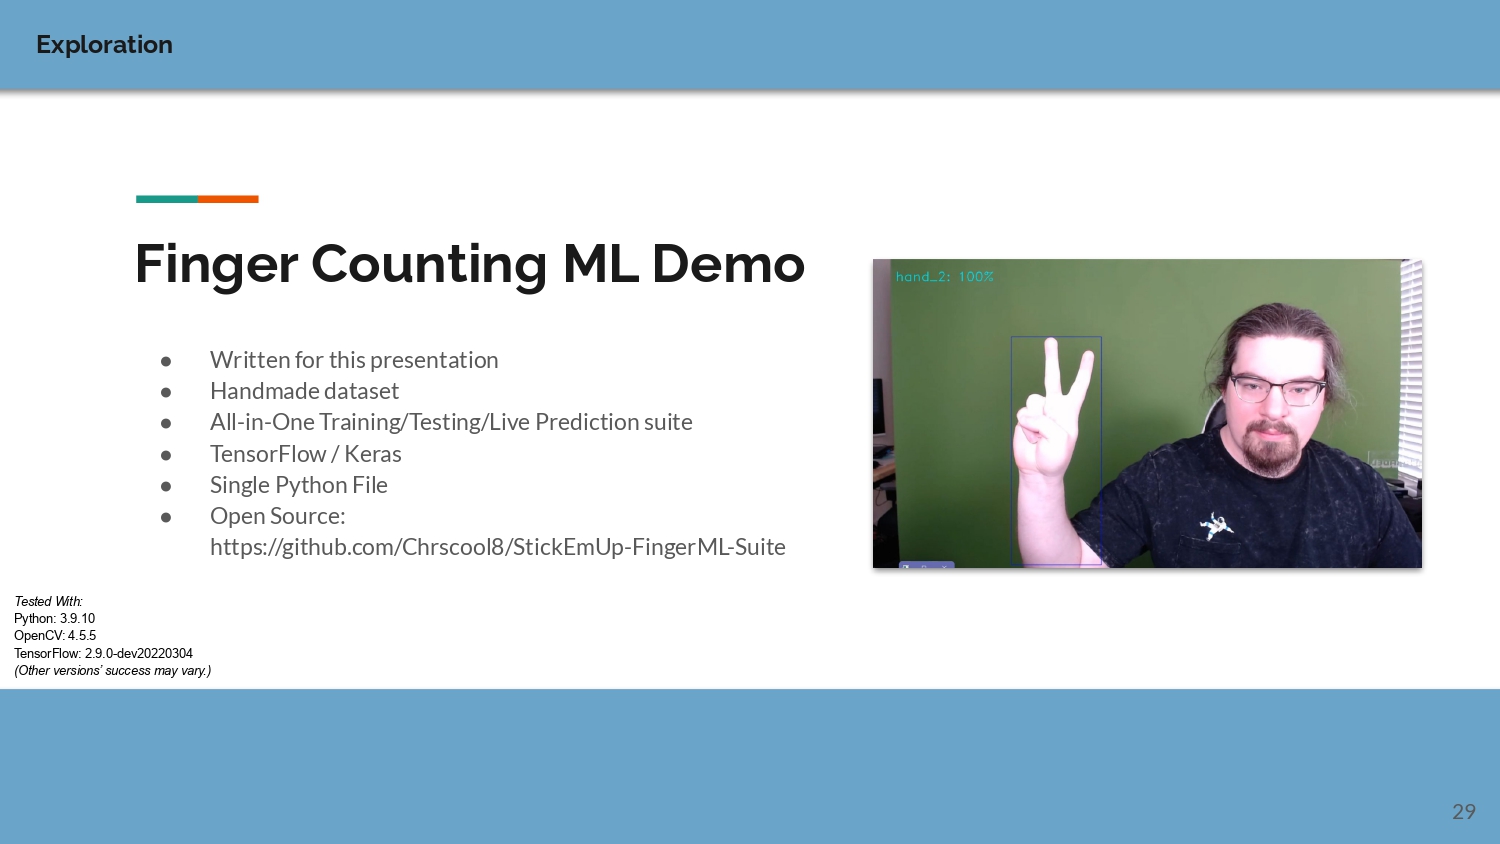 Exploration
Finger Counting ML Demo
● Written for this presentation
● Handmade dataset
● All-in-One Training/Testing/Live Prediction suite
● TensorFlow / Keras
● Single Python File
● Open Source:
https://github.com/Chrscool8/StickEmUp-FingerML-Suite
hand_2: 100%
Tested With:
Python: 3.9.10
OpenCV: 4.5.5
TensorFlow: 2.9.0-dev20220304
(Other versions’ success may vary.)
29